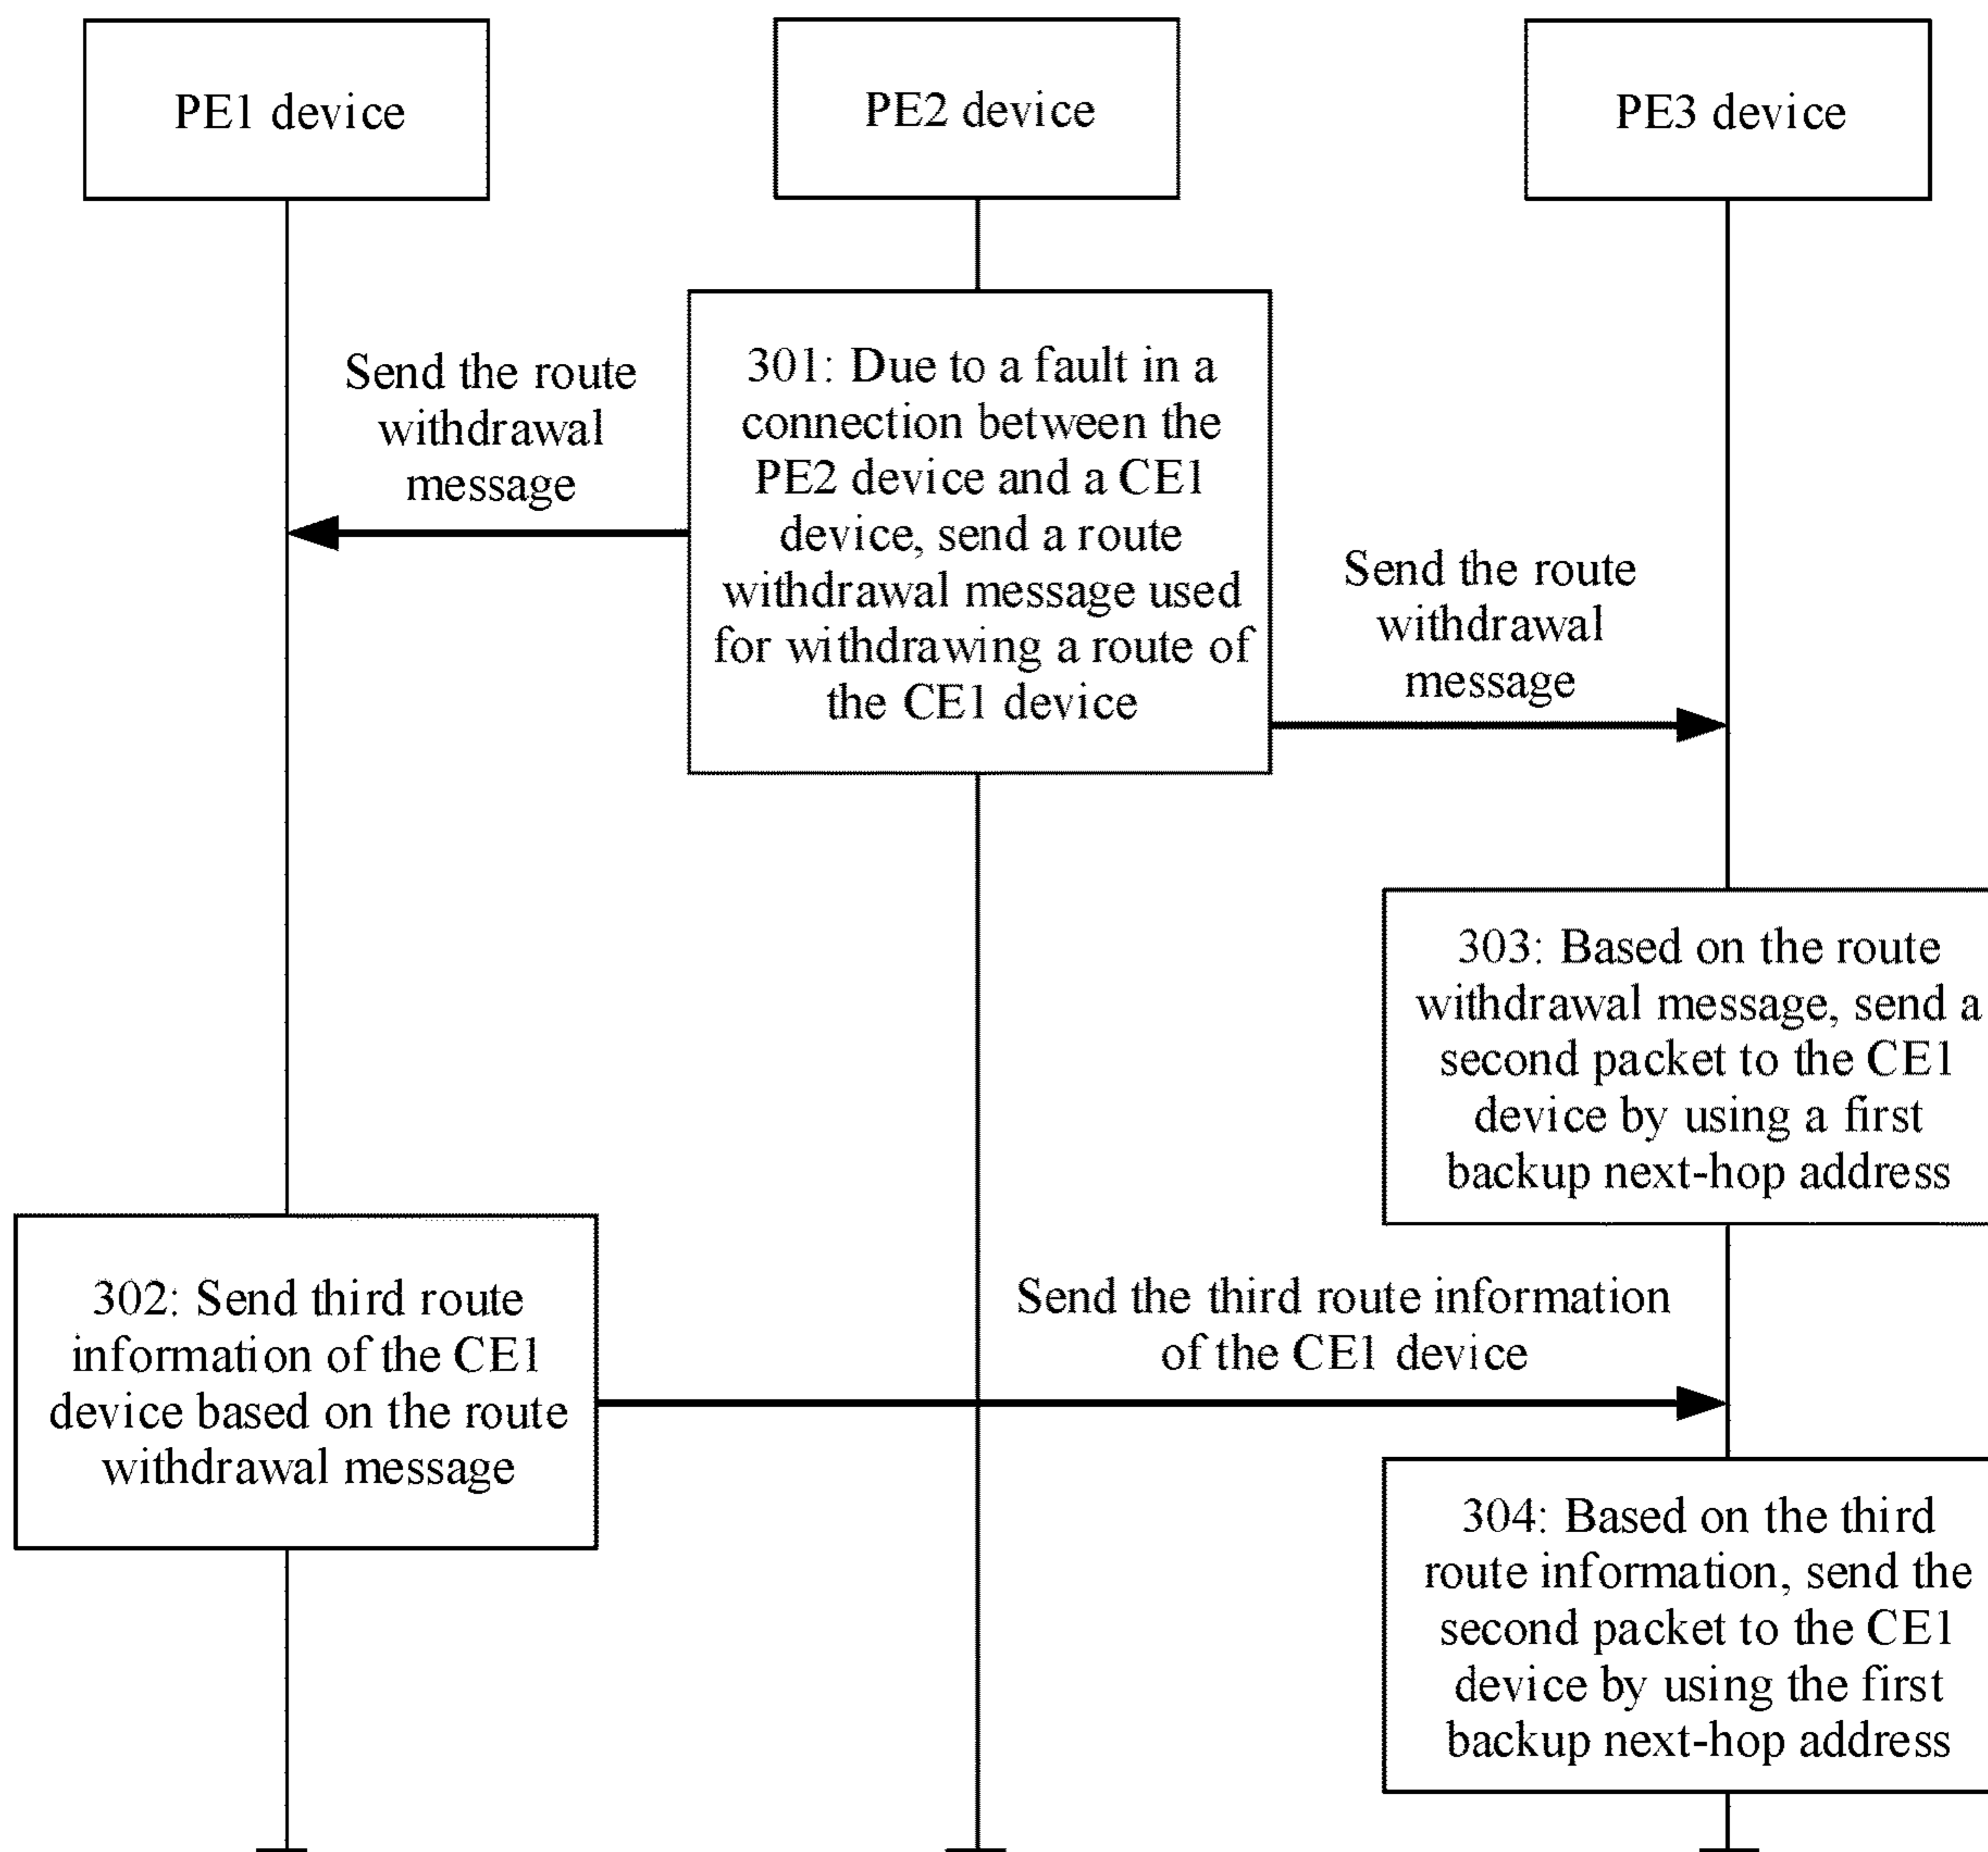 PE1 device
PE2 device
PE3 device
Send the route
withdrawal
message
301: Due to a fault in a
connection between the
PE2 device and a CE1
device, send a route
withdrawal message used
for withdrawing a route of
the CE1 device
Send the route
withdrawal
message
303: Based on the route
withdrawal message, send a
second packet to the CE1
device by using a first
backup next-hop address
302: Send third route
information of the CE1
device based on the route
withdrawal message
Send the third route information
of the CE1 device
304: Based on the third
route information, send the
second packet to the CE1
device by using the first
backup next-hop address